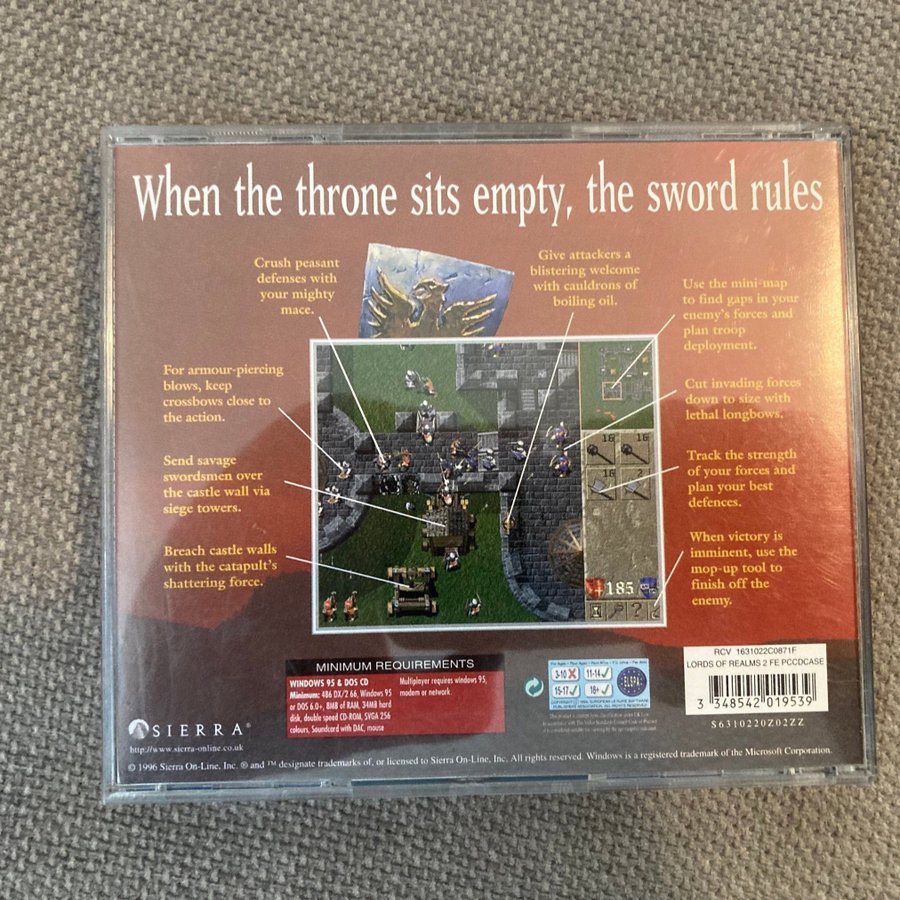 When the throne sits empty, the sword rules
Crush peasant
defenses with
your mighty
mace.
Give attackers a
blistering welcome
with cauldrons of
boiling oil.
Use the mini-map
to find gaps in your
enemy's forces and
plan troop
deployment.
For armour-piercing
blows, keep
crossbows close to
the action.
Cut invading forces
down to size with
lethal longbows.
Send savage
swordsmen over
the castle wall via
siege towers.
Track the strength
of your forces and
plan your best
defences.
Breach castle walls
with the catapult's
shattering force.
When victory is
imminent, use the
mop-up tool to
finish off the
enemy.
16 16
16 2
185
?
MINIMUM REQUIREMENTS
WINDOWS 95 & DOS CD
Minimum: 486 DX/2 66, Windows 95
or DOS 6.0+, 8MB of RAM, 34MB hard
disk, double speed CD-ROM, SVGA 256
colours, Soundcard with DAC, mouse
Multiplayer requires windows 95,
modem or network.
3-10 11-14
15-17 18+
ELSPA
RCV 1631022C0871F
LORDS OF REALMS 2 FE PCCDCASE
3 348542 019539
S6310220Z02ZZ
SIERRA®
http://www.sierra-online.co.uk
© 1996 Sierra On-Line, Inc. ® and ™ designate trademarks of, or licensed to Sierra On-Line, Inc. All rights reserved. Windows is a registered trademark of the Microsoft Corporation.